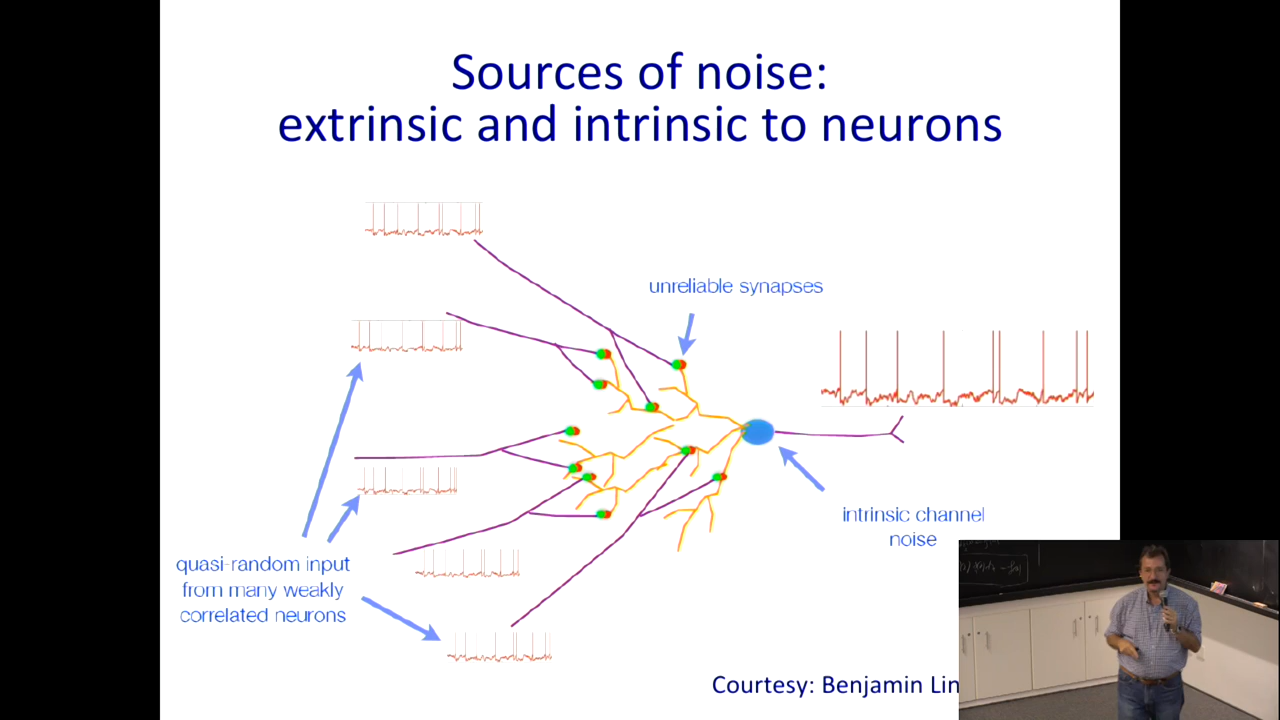 Sources of noise:
extrinsic and intrinsic to neurons
unreliable synapses
intrinsic channel
noise
quasi-random input
from many weakly
correlated neurons
Courtesy: Benjamin